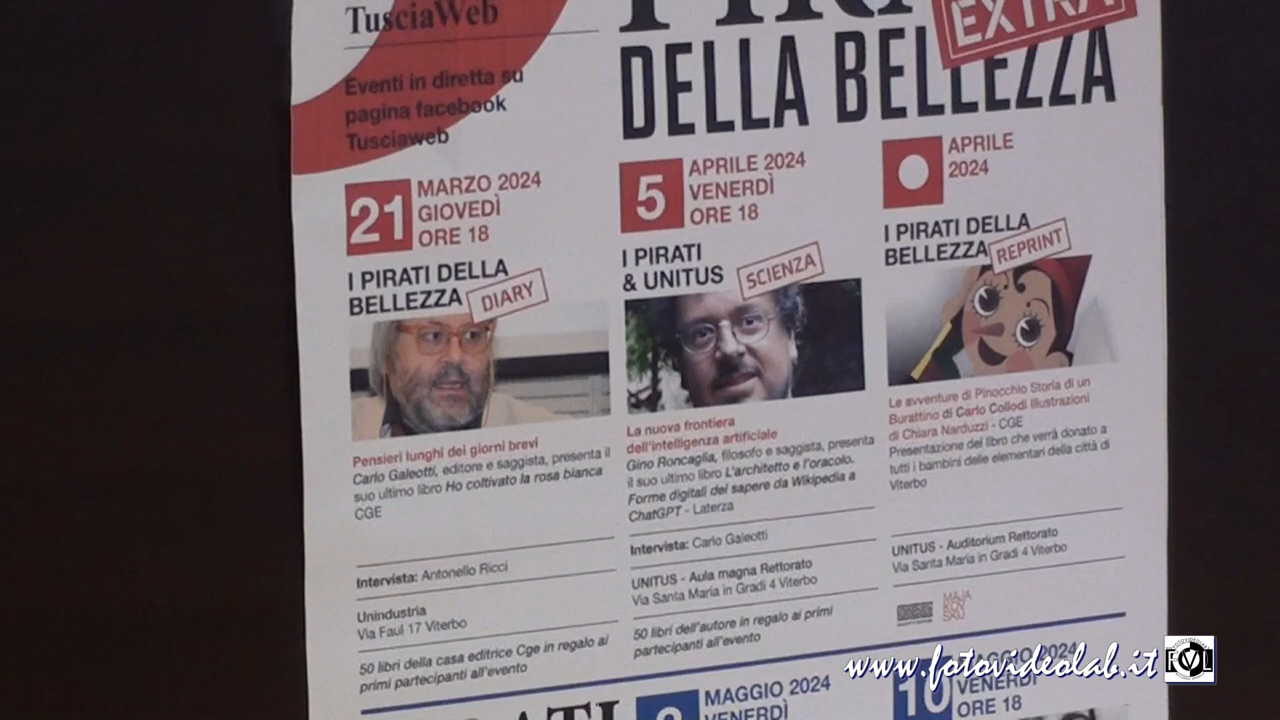 TusciaWeb
Eventi in diretta su
pagina facebook
Tusciaweb
EXTRA
DELLA BELLEZZA
21
MARZO 2024
GIOVEDÌ
ORE 18
I PIRATI DELLA
BELLEZZA
DIARY
Pensieri lunghi dei giorni brevi
Carlo Galeotti, editore e saggista, presenta il
suo ultimo libro Ho coltivato la rosa bianca
CGE
Intervista: Antonello Ricci
Unindustria
Via Faul 17 Viterbo
50 libri della casa editrice Cge in regalo ai
primi partecipanti all'evento
5
APRILE 2024
VENERDÌ
ORE 18
I PIRATI
& UNITUS
SCIENZA
La nuova frontiera
dell'intelligenza artificiale
Gino Roncaglia, filosofo e saggista, presenta
il suo ultimo libro L'architetto e l'oracolo.
Forme digitali del sapere da Wikipedia a
ChatGPT - Laterza
Intervista: Carlo Galeotti
UNITUS - Aula magna Rettorato
Via Santa Maria in Gradi 4 Viterbo
50 libri dell'autore in regalo ai primi
partecipanti all'evento
APRILE
2024
I PIRATI DELLA
BELLEZZA
REPRINT
Le avventure di Pinocchio Storia di un
Burattino di Carlo Collodi Illustrazioni
di Chiara Narduzzi - CGE
Presentazione del libro che verrà donato a
tutti i bambini delle elementari della città di
Viterbo
UNITUS - Auditorium Rettorato
Via Santa Maria in Gradi 4 Viterbo
MAJA
KOV
SKIJ
MAGGIO 2024
VENERDÌ
10
MAGGIO 2024
VENERDÌ
ORE 18
www.fotovideolab.it
FVL